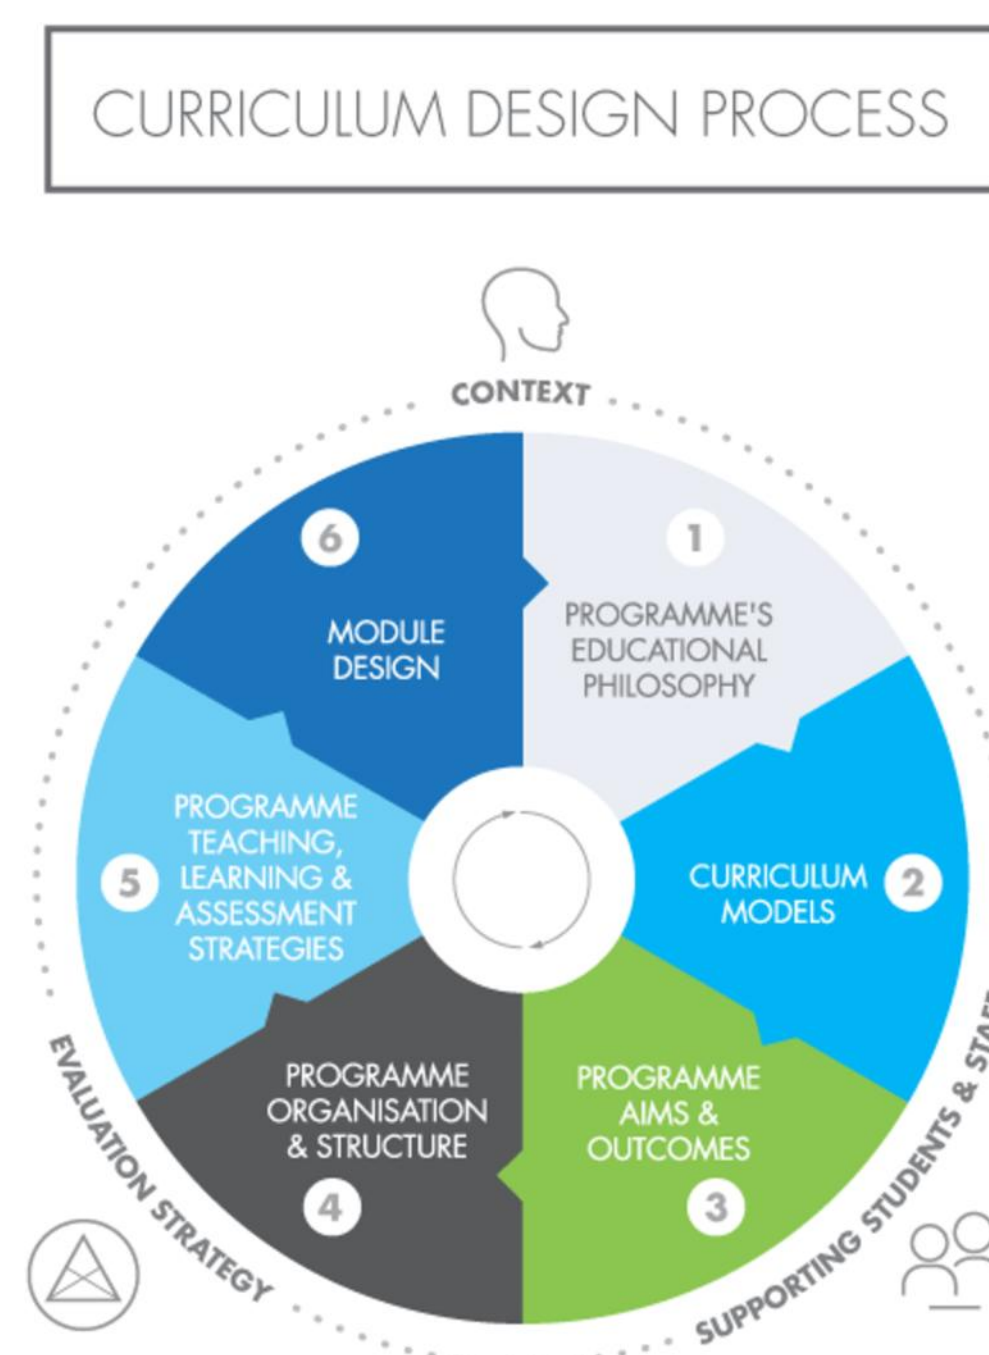 CURRICULUM DESIGN PROCESS
CONTEXT
1
PROGRAMME'S
EDUCATIONAL
PHILOSOPHY
2
CURRICULUM
MODELS
3
PROGRAMME
AIMS &
OUTCOMES
4
PROGRAMME
ORGANISATION
& STRUCTURE
5
PROGRAMME
TEACHING,
LEARNING &
ASSESSMENT
STRATEGIES
6
MODULE
DESIGN
SUPPORTING STUDENTS & STAFF
EVALUATION STRATEGY